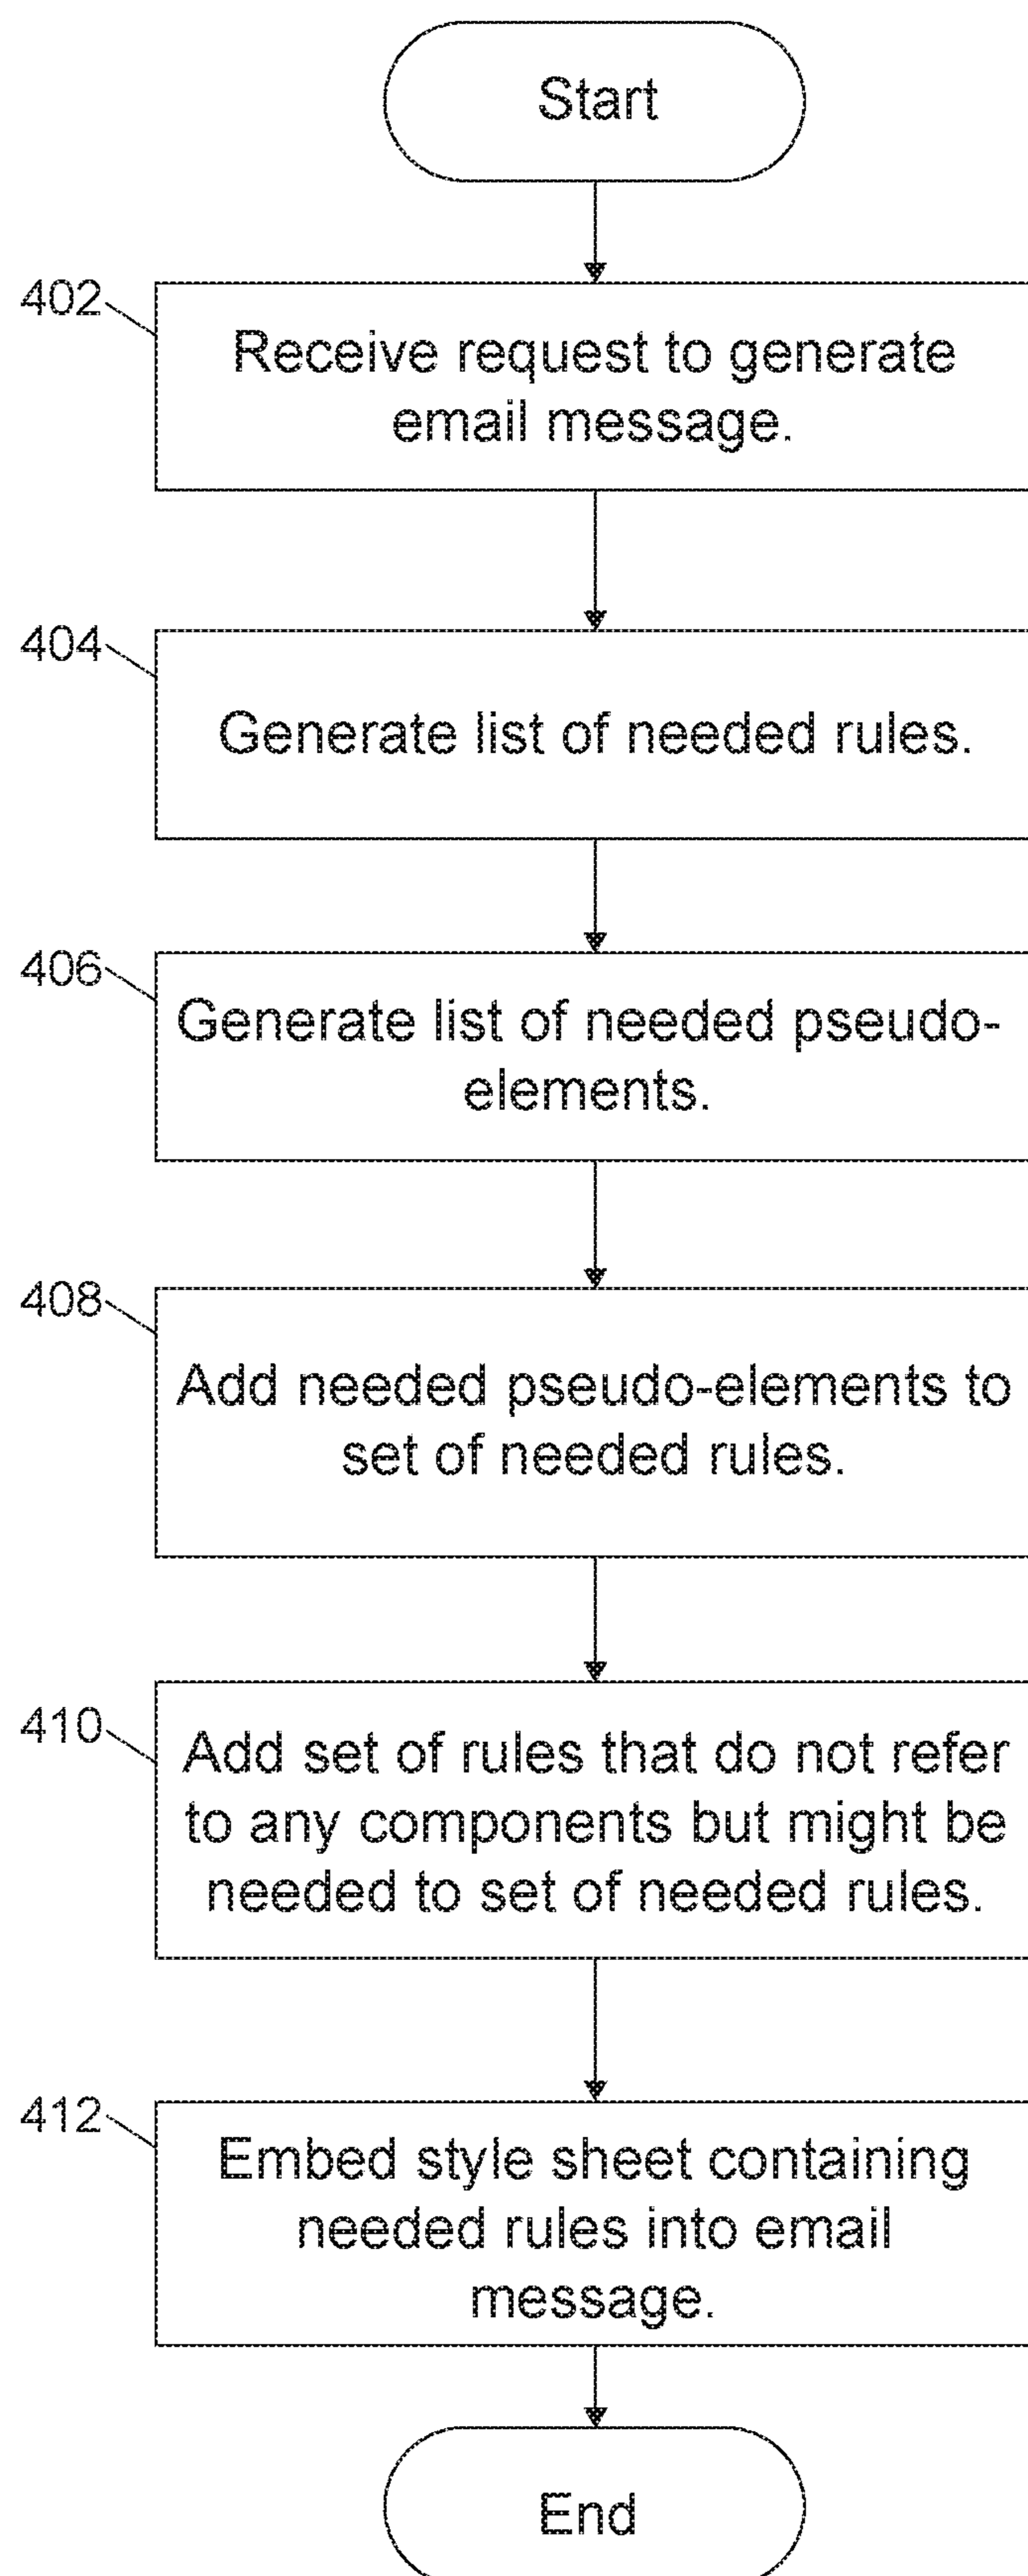 Start
402
Receive request to generate
email message.
404
Generate list of needed rules.
406
Generate list of needed pseudo-
elements.
408
Add needed pseudo-elements to
set of needed rules.
410
Add set of rules that do not refer
to any components but might be
needed to set of needed rules.
412
Embed style sheet containing
needed rules into email
message.
End